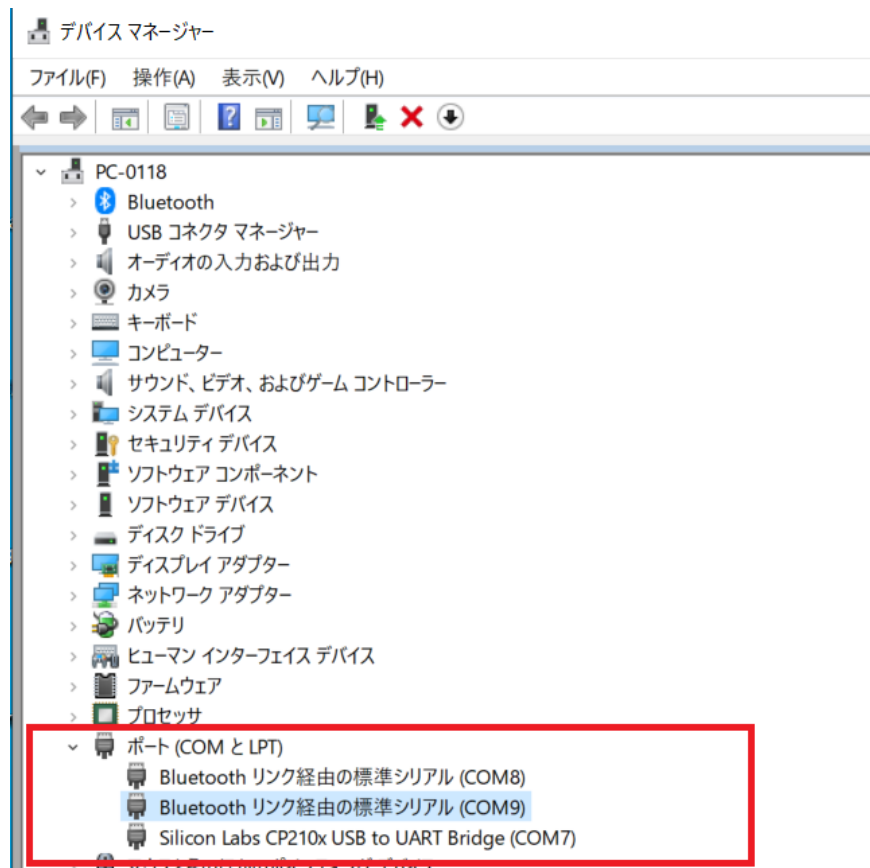 デバイス マネージャー
ファイル(F) 操作(A) 表示(V) ヘルプ(H)
PC-0118
Bluetooth
USB コネクタ マネージャー
オーディオの入力および出力
カメラ
キーボード
コンピューター
サウンド、ビデオ、およびゲーム コントローラー
システム デバイス
セキュリティ デバイス
ソフトウェア コンポーネント
ソフトウェア デバイス
ディスク ドライブ
ディスプレイ アダプター
ネットワーク アダプター
バッテリ
ヒューマン インターフェイス デバイス
ファームウェア
プロセッサ
ポート (COM と LPT)
Bluetooth リンク経由の標準シリアル (COM8)
Bluetooth リンク経由の標準シリアル (COM9)
Silicon Labs CP210x USB to UART Bridge (COM7)